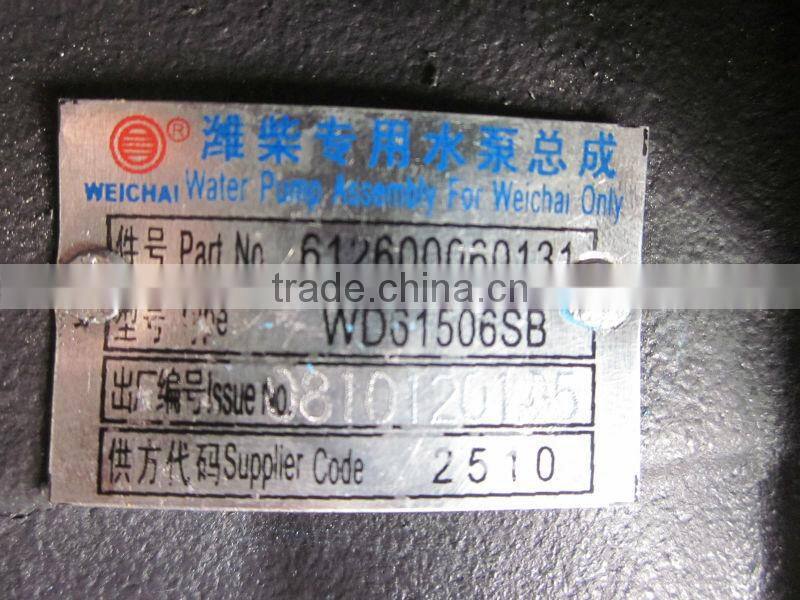 ® 潍柴专用水泵总成
WEICHAI Water Pump Assembly For Weichai Only
件号 Part No. 612600060131
trade.china.cn
型号 Type WD61506SB
出厂编号 Issue No.
供方代码 Supplier Code 2510